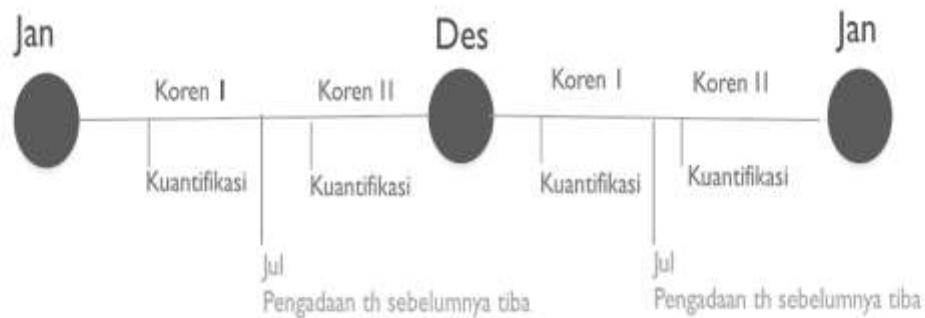 Jan
Des
Jan
Koren I
Koren II
Koren I
Koren II
Kuantifikasi
Kuantifikasi
Kuantifikasi
Kuantifikasi
Jul
Pengadaan th sebelumnya tiba
Jul
Pengadaan th sebelumnya tiba